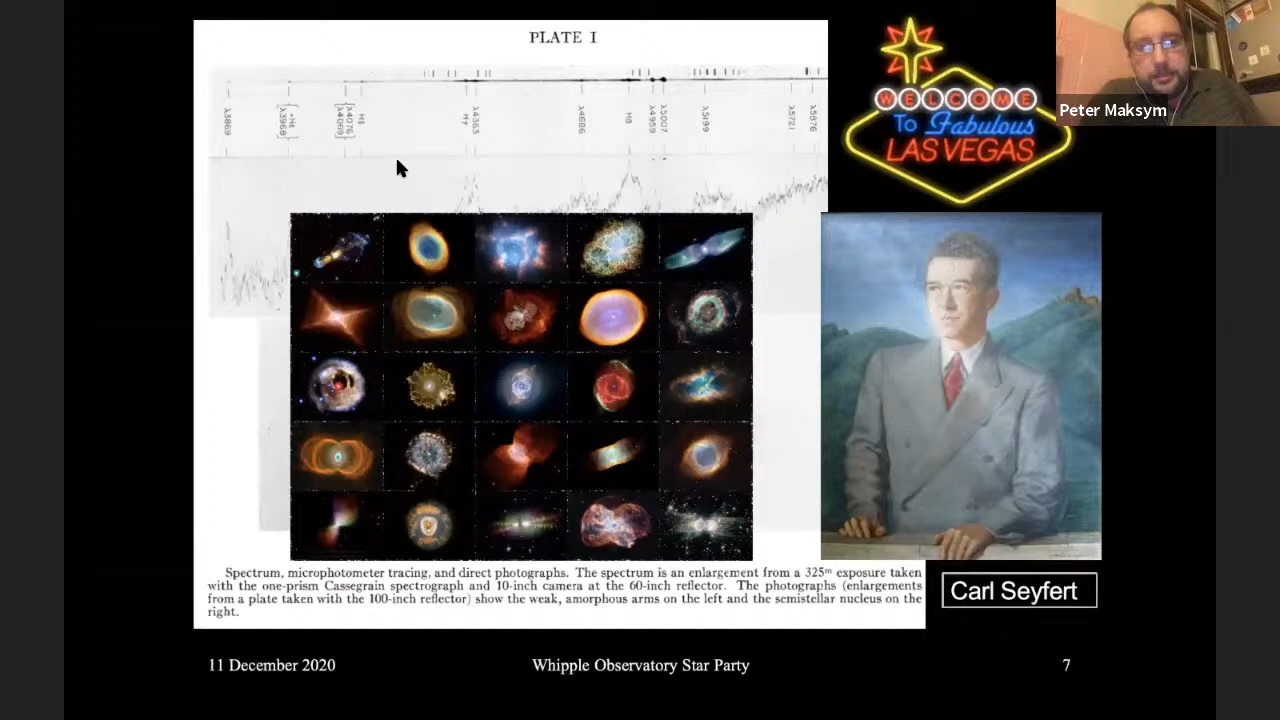 PLATE I
λ3869
{+Hε
λ3968}
{λ4076
λ4069}
Hδ
Hγ
λ4363
λ4686
Hβ
λ4959
λ5007
λ5199
λ5721
λ5876
WELCOME
To Fabulous
LAS VEGAS
Peter Maksym
Spectrum, microphotometer tracing, and direct photographs. The spectrum is an enlargement from a 325ᵐ exposure taken
with the one-prism Cassegrain spectrograph and 10-inch camera at the 60-inch reflector. The photographs (enlargements
from a plate taken with the 100-inch reflector) show the weak, amorphous arms on the left and the semistellar nucleus on the
right.
Carl Seyfert
11 December 2020
Whipple Observatory Star Party
7